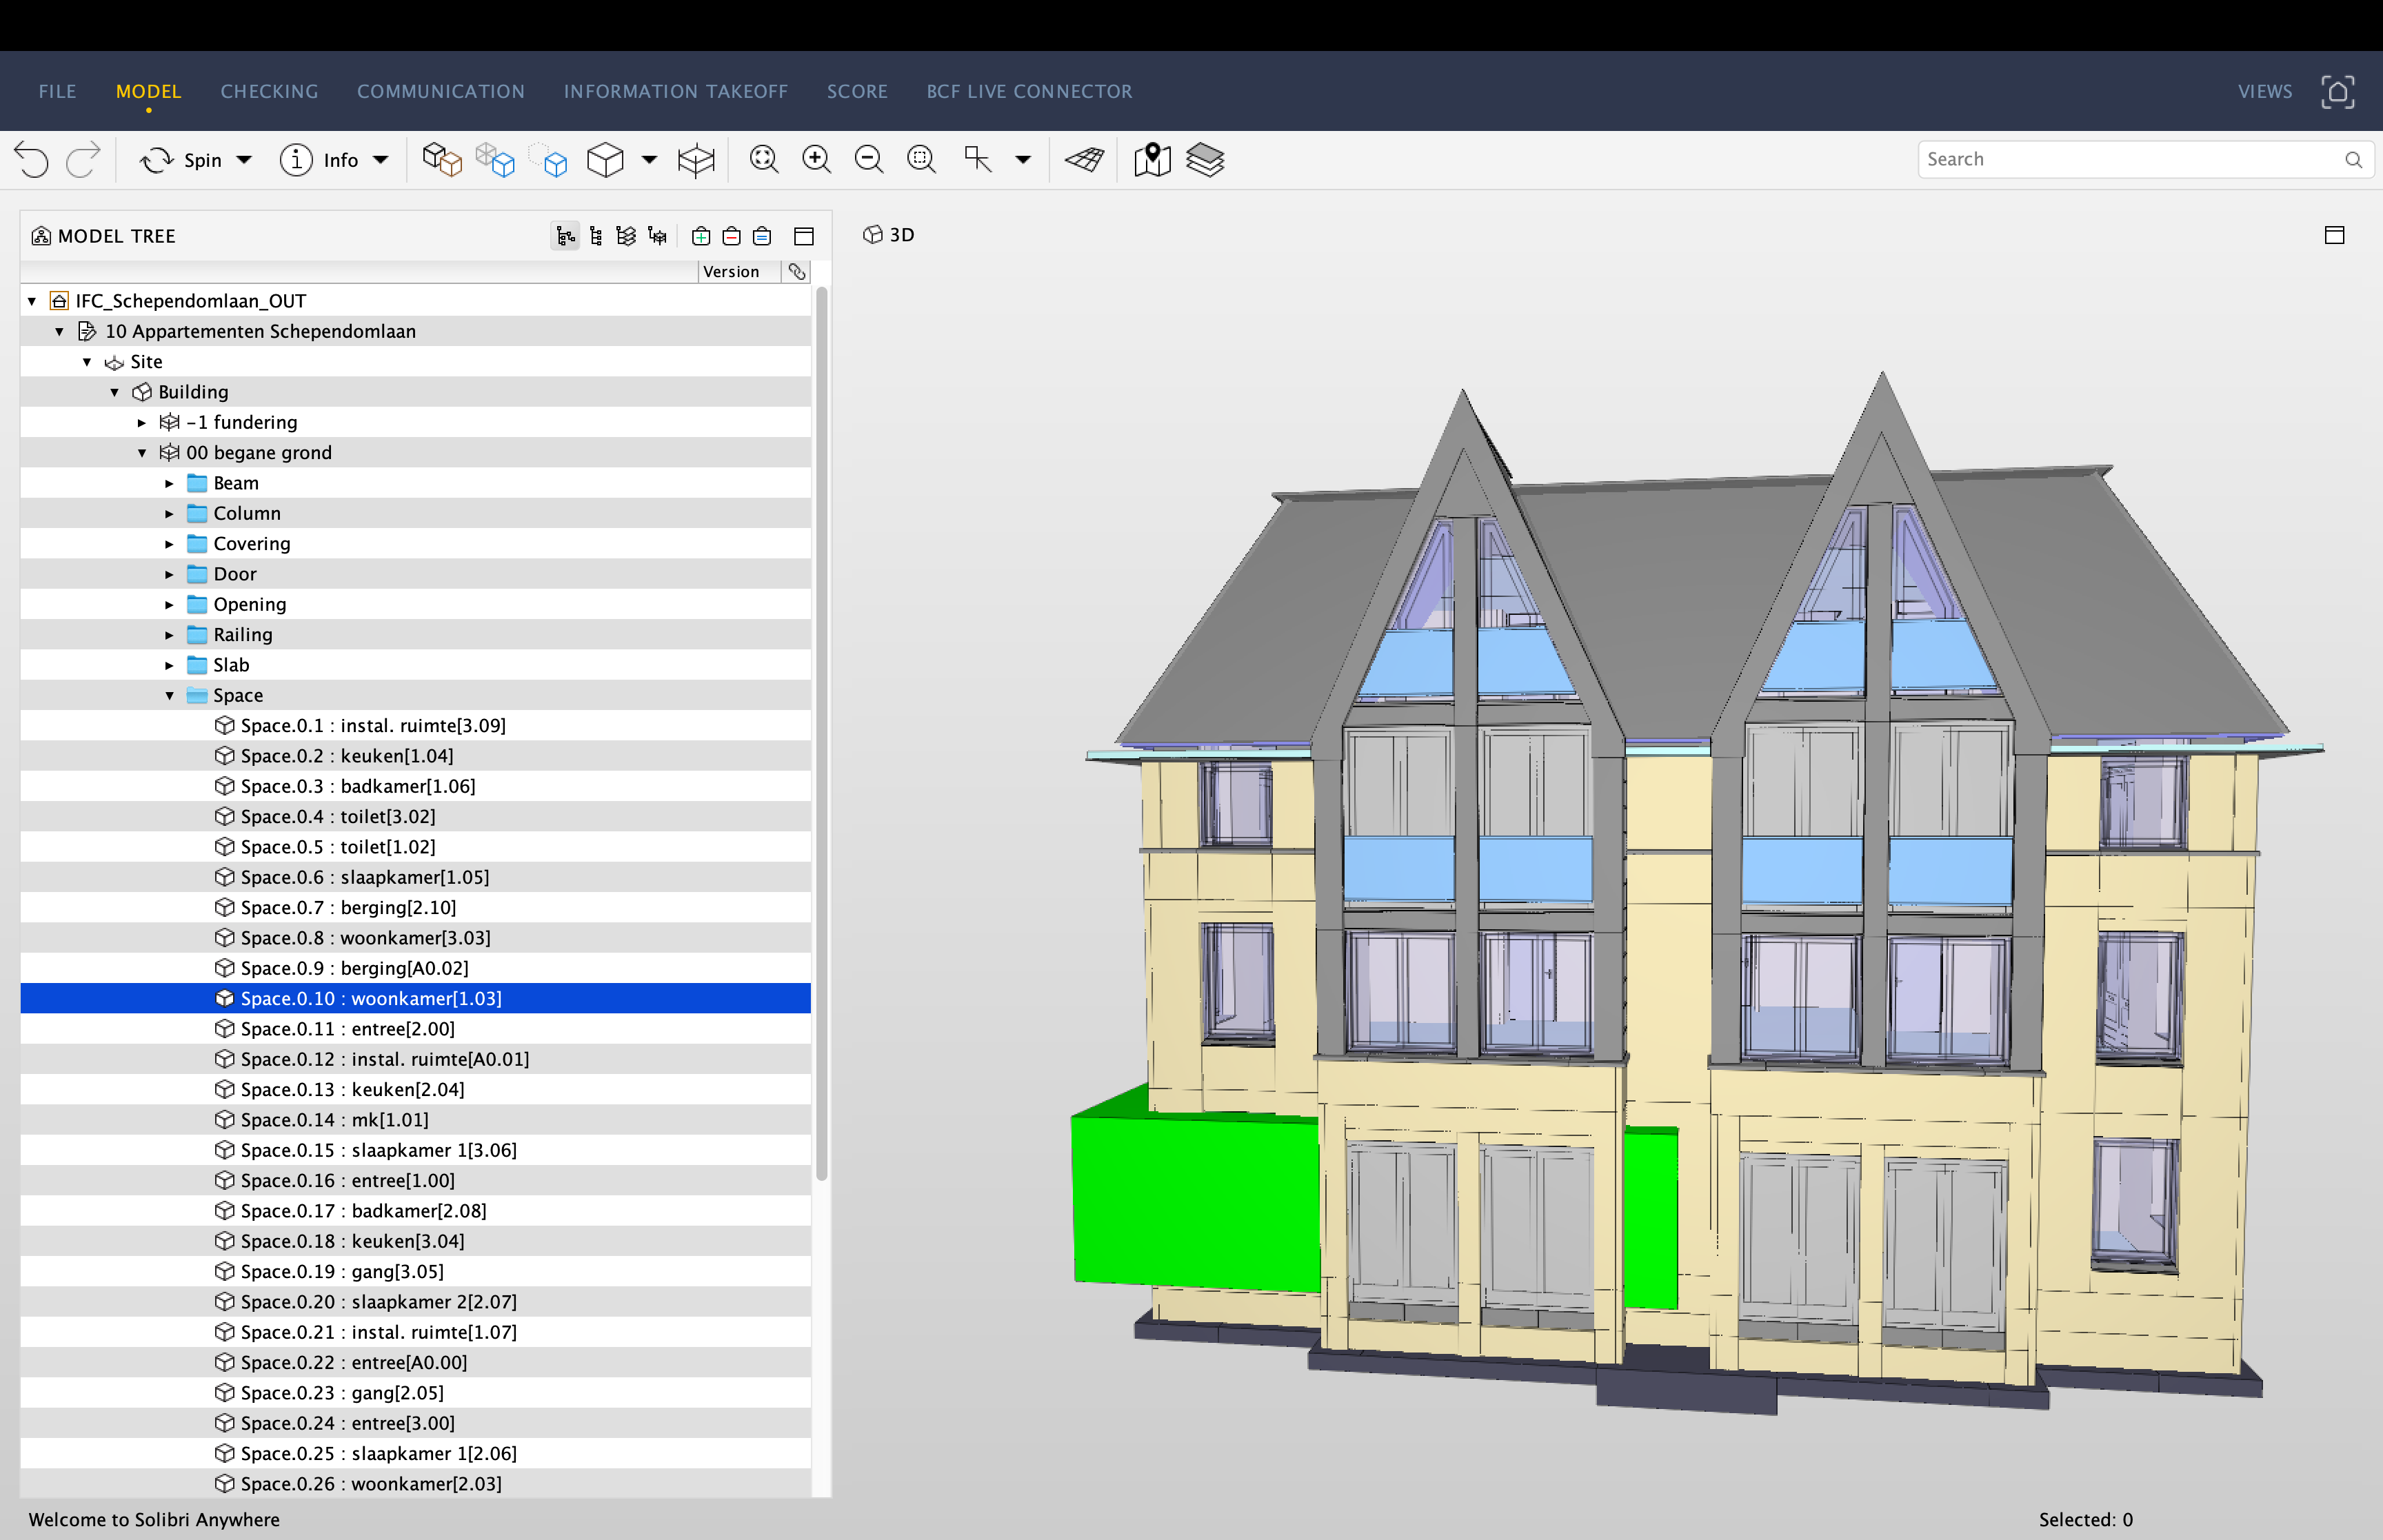 FILE MODEL CHECKING COMMUNICATION INFORMATION TAKEOFF SCORE BCF LIVE CONNECTOR VIEWS
Spin Info Search
MODEL TREE
3D
Version
IFC_Schependomlaan_OUT
10 Appartementen Schependomlaan
Site
Building
-1 fundering
00 begane grond
Beam
Column
Covering
Door
Opening
Railing
Slab
Space
Space.0.1 : instal. ruimte[3.09]
Space.0.2 : keuken[1.04]
Space.0.3 : badkamer[1.06]
Space.0.4 : toilet[3.02]
Space.0.5 : toilet[1.02]
Space.0.6 : slaapkamer[1.05]
Space.0.7 : berging[2.10]
Space.0.8 : woonkamer[3.03]
Space.0.9 : berging[A0.02]
Space.0.10 : woonkamer[1.03]
Space.0.11 : entree[2.00]
Space.0.12 : instal. ruimte[A0.01]
Space.0.13 : keuken[2.04]
Space.0.14 : mk[1.01]
Space.0.15 : slaapkamer 1[3.06]
Space.0.16 : entree[1.00]
Space.0.17 : badkamer[2.08]
Space.0.18 : keuken[3.04]
Space.0.19 : gang[3.05]
Space.0.20 : slaapkamer 2[2.07]
Space.0.21 : instal. ruimte[1.07]
Space.0.22 : entree[A0.00]
Space.0.23 : gang[2.05]
Space.0.24 : entree[3.00]
Space.0.25 : slaapkamer 1[2.06]
Space.0.26 : woonkamer[2.03]
Welcome to Solibri Anywhere
Selected: 0